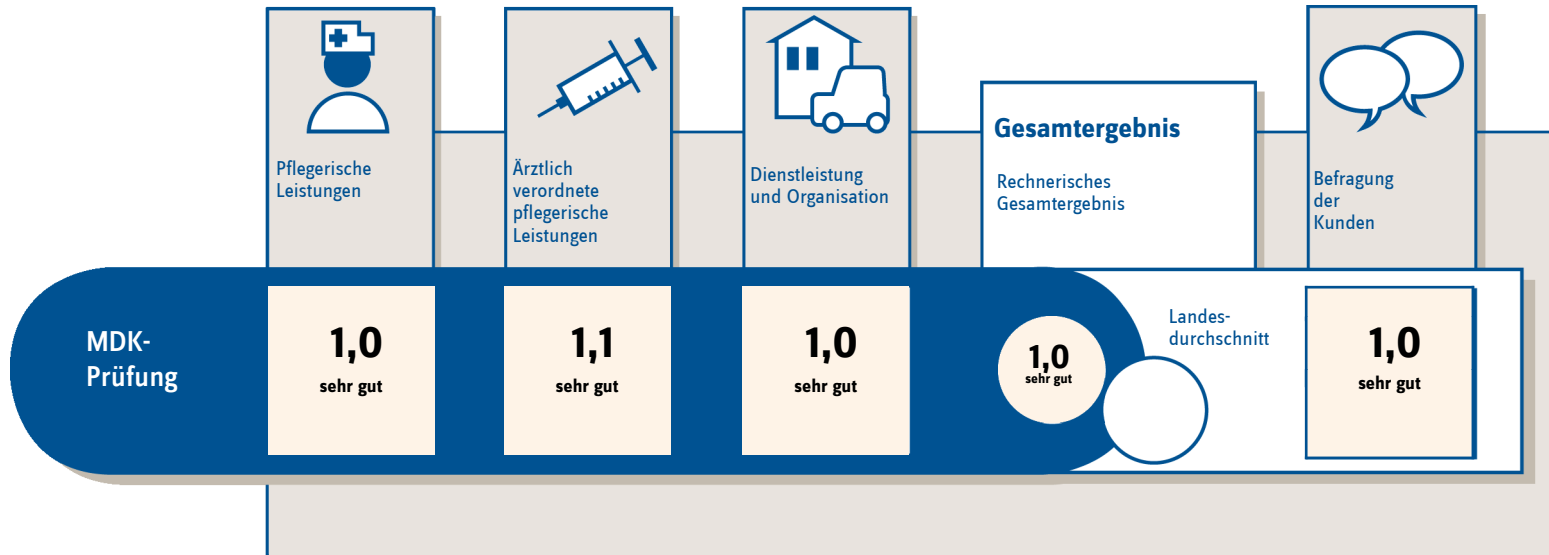 Pflegerische
Leistungen
Ärztlich
verordnete
pflegerische
Leistungen
Dienstleistung
und Organisation
Gesamtergebnis
Rechnerisches
Gesamtergebnis
Befragung
der
Kunden
MDK-
Prüfung
1,0
sehr gut
1,1
sehr gut
1,0
sehr gut
1,0
sehr gut
Landes-
durchschnitt
1,0
sehr gut